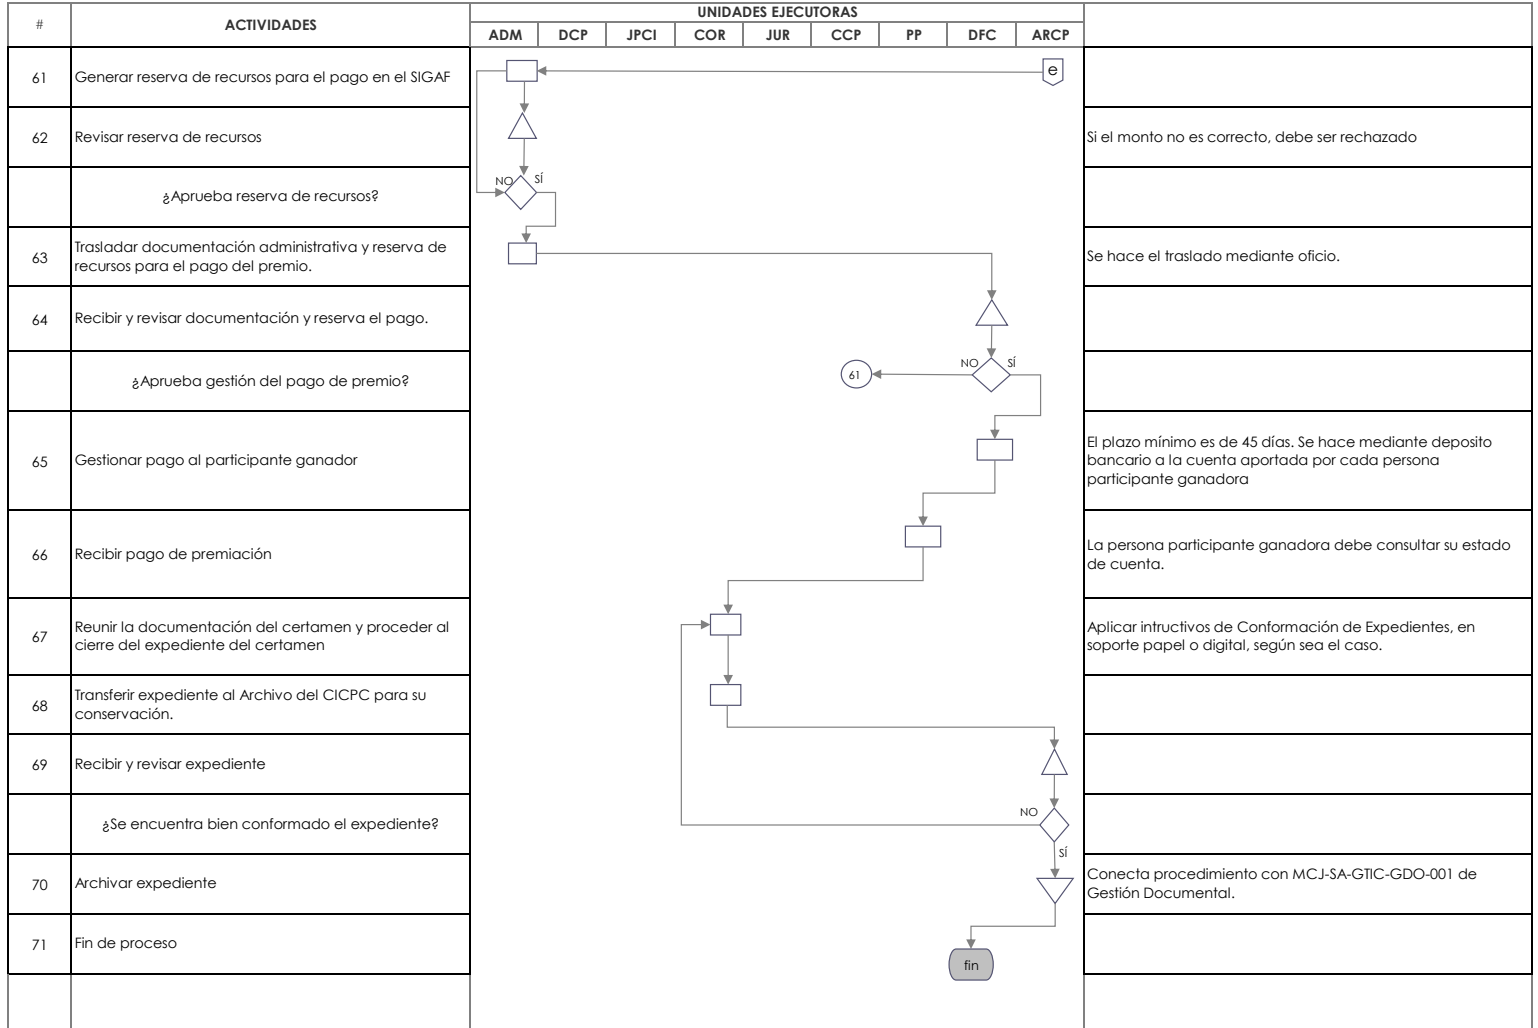 #
ACTIVIDADES
UNIDADES EJECUTORAS
ADM DCP JPCI COR JUR CCP PP DFC ARCP
61 Generar reserva de recursos para el pago en el SIGAF
e
62 Revisar reserva de recursos
Si el monto no es correcto, debe ser rechazado
¿Aprueba reserva de recursos?
NO SÍ
63
Trasladar documentación administrativa y reserva de
recursos para el pago del premio.
Se hace el traslado mediante oficio.
64 Recibir y revisar documentación y reserva el pago.
¿Aprueba gestión del pago de premio?
61
NO SÍ
65 Gestionar pago al participante ganador
El plazo mínimo es de 45 días. Se hace mediante deposito
bancario a la cuenta aportada por cada persona
participante ganadora
66 Recibir pago de premiación
La persona participante ganadora debe consultar su estado
de cuenta.
67
Reunir la documentación del certamen y proceder al
cierre del expediente del certamen
Aplicar intructivos de Conformación de Expedientes, en
soporte papel o digital, según sea el caso.
68
Transferir expediente al Archivo del CICPC para su
conservación.
69 Recibir y revisar expediente
¿Se encuentra bien conformado el expediente?
NO
SÍ
70 Archivar expediente
Conecta procedimiento con MCJ-SA-GTIC-GDO-001 de
Gestión Documental.
71 Fin de proceso
fin